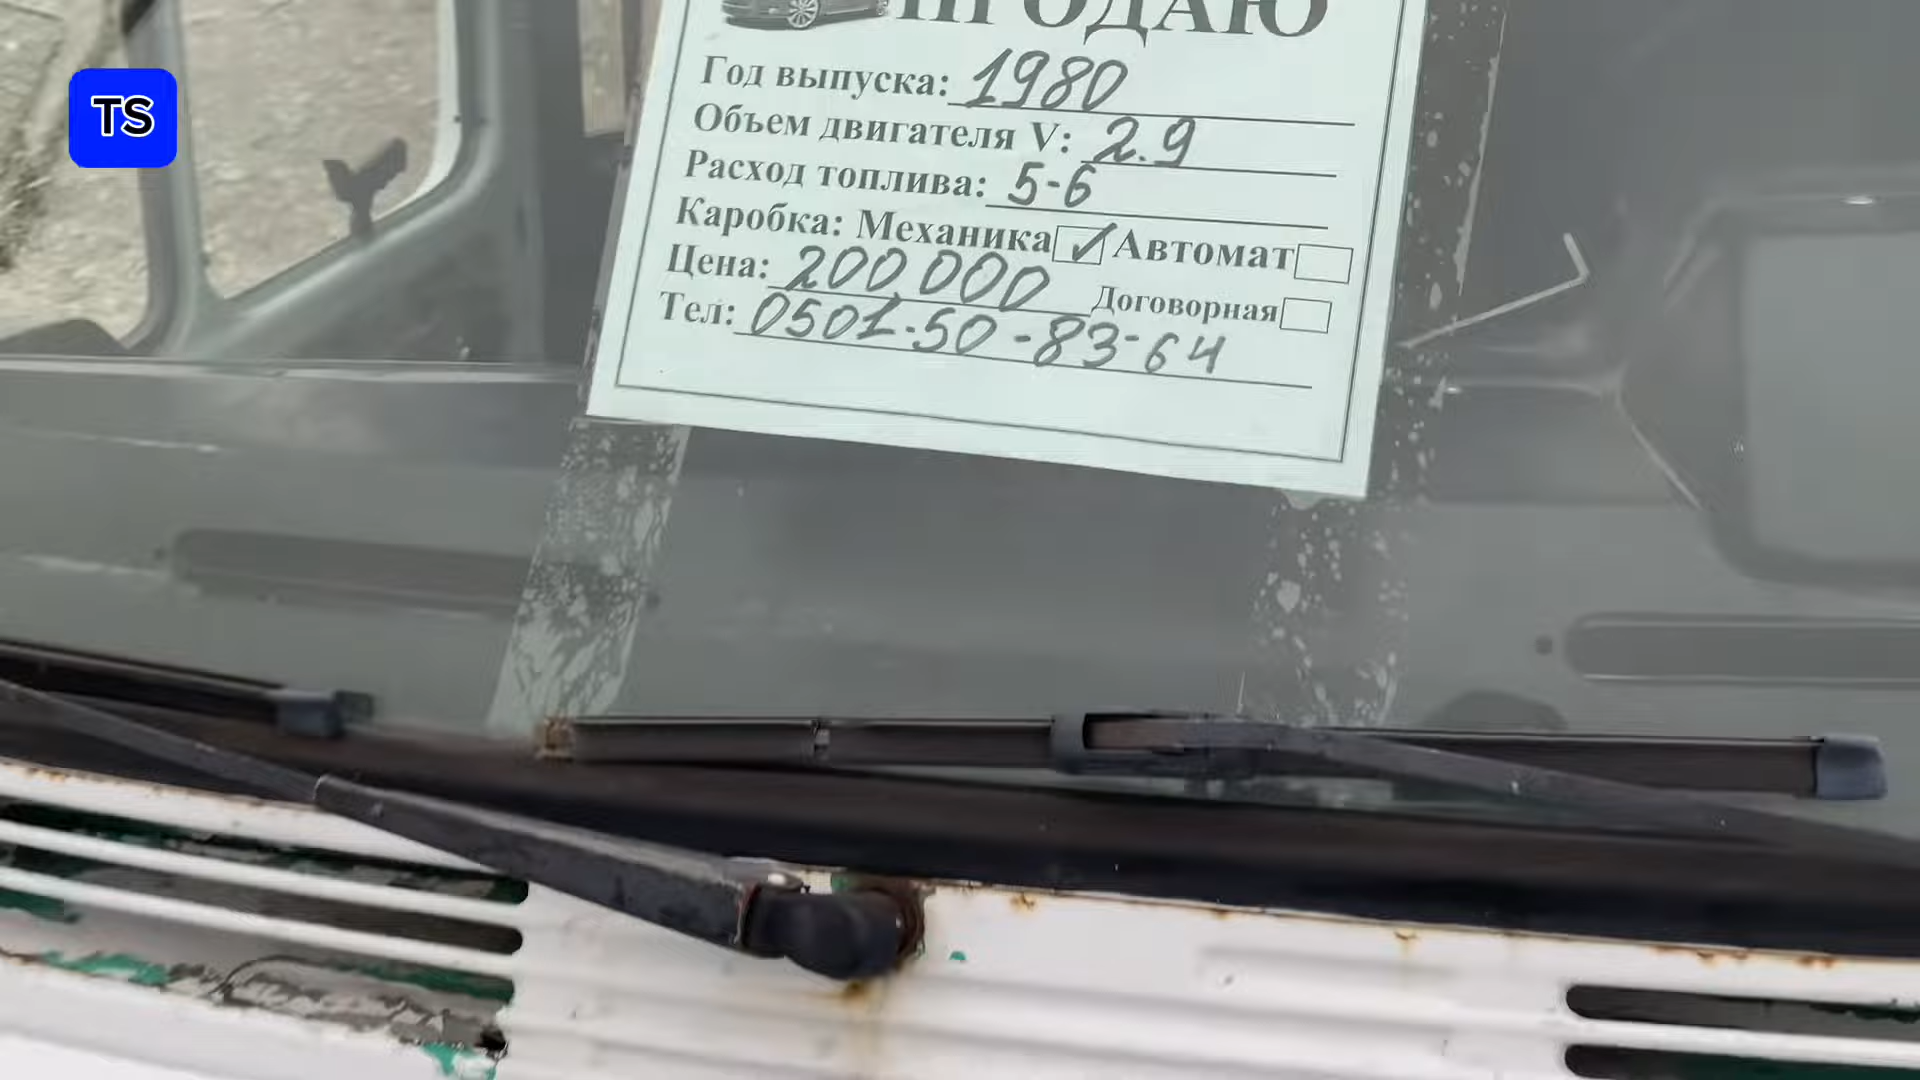 TS
ПРОДАЮ
Год выпуска: 1980
Объем двигателя V: 2.9
Расход топлива: 5-6
Каробка: Механика Автомат
Цена: 200000 Договорная
Тел: 0501-50-83-64